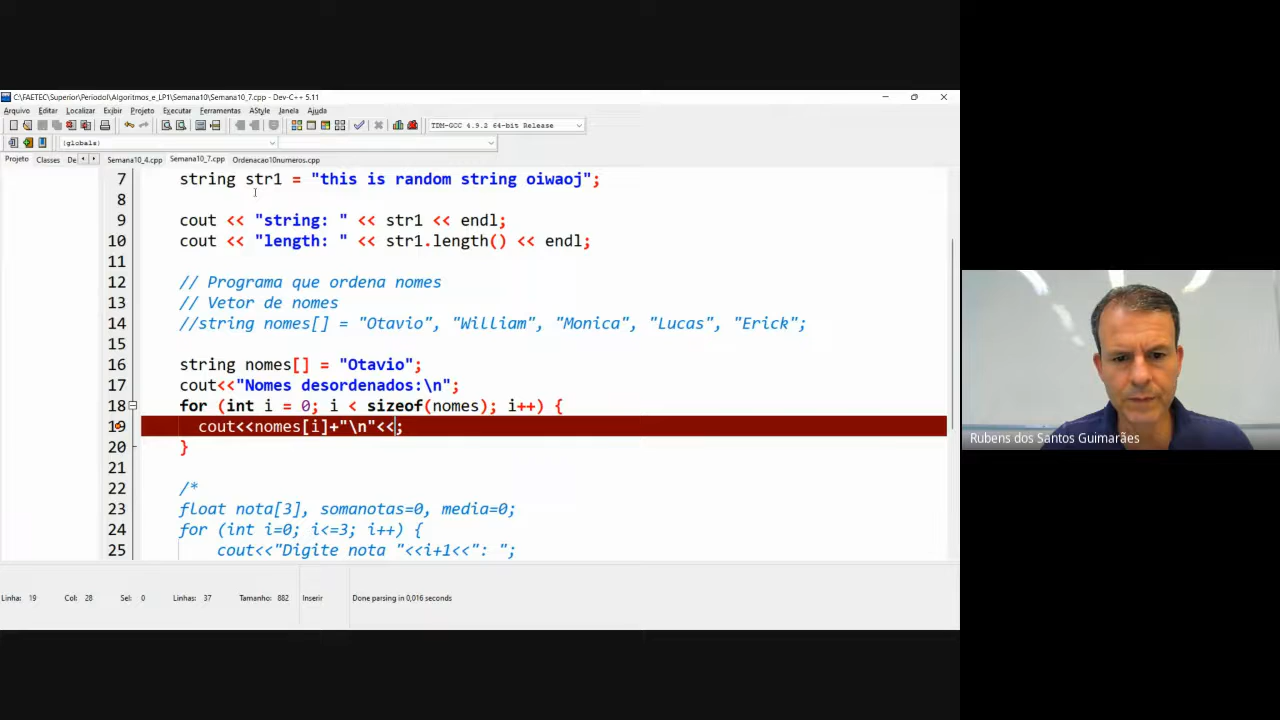 C:\FAETEC\Superior\PeriodoI\Algoritmos_e_LP1\Semana10\Semana10_7.cpp - Dev-C++ 5.11
Arquivo Editar Localizar Exibir Projeto Executar Ferramentas AStyle Janela Ajuda
TDM-GCC 4.9.2 64-bit Release
(globals)
Projeto Classes De Semana10_4.cpp Semana10_7.cpp Ordenacao10numeros.cpp
7 string str1 = "this is random string oiwaoj";
8
9 cout << "string: " << str1 << endl;
10 cout << "length: " << str1.length() << endl;
11
12 // Programa que ordena nomes
13 // Vetor de nomes
14 //string nomes[] = "Otavio", "William", "Monica", "Lucas", "Erick";
15
16 string nomes[] = "Otavio";
17 cout<<"Nomes desordenados:\n";
18 for (int i = 0; i < sizeof(nomes); i++) {
19 cout<<nomes[i]+"\n"<<;
20 }
21
22 /*
23 float nota[3], somanotas=0, media=0;
24 for (int i=0; i<=3; i++) {
25 cout<<"Digite nota "<<i+1<<": ";
Linha: 19 Col: 28 Sel: 0 Linhas: 37 Tamanho: 882 Inserir Done parsing in 0,016 seconds
Rubens dos Santos Guimarães